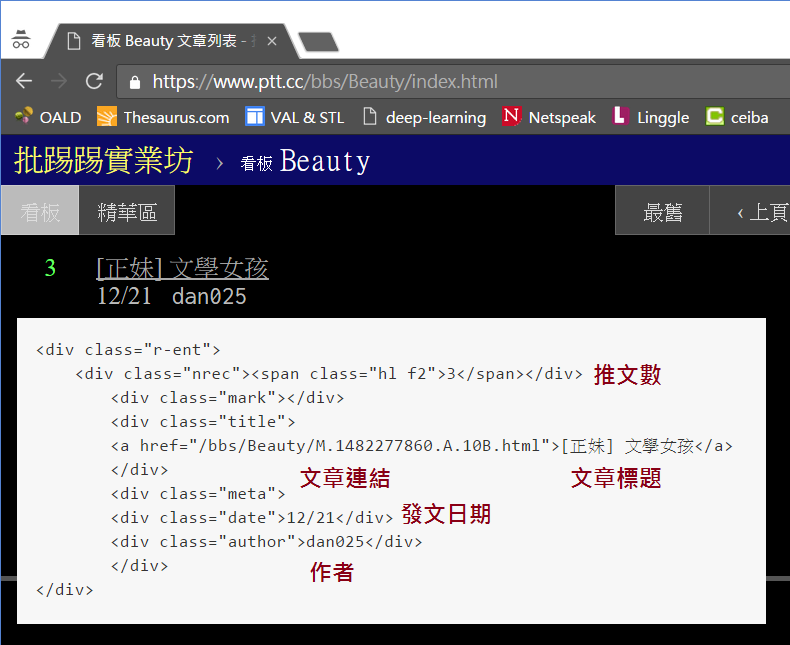 看板 Beauty 文章列表 -
https://www.ptt.cc/bbs/Beauty/index.html
OALD Thesaurus.com VAL & STL deep-learning Netspeak Linggle ceiba
批踢踢實業坊 › 看板 Beauty
看板 精華區 最舊 ‹ 上頁
3 [正妹] 文學女孩
12/21 dan025
<div class="r-ent">
<div class="nrec"><span class="hl f2">3</span></div> 推文數
<div class="mark"></div>
<div class="title">
<a href="/bbs/Beauty/M.1482277860.A.10B.html">[正妹] 文學女孩</a>
</div> 文章連結 文章標題
<div class="meta">
<div class="date">12/21</div> 發文日期
<div class="author">dan025</div>
</div> 作者
</div>